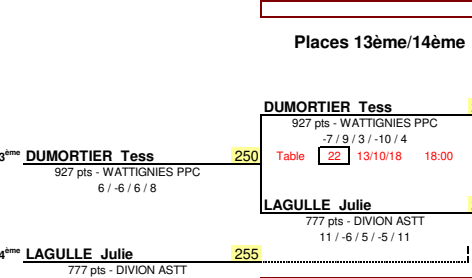 Places 13ème/14ème
DUMORTIER Tess
927 pts - WATTIGNIES PPC
-7 / 9 / 3 / -10 / 4
3ème DUMORTIER Tess 250
Table 22 13/10/18 18:00
927 pts - WATTIGNIES PPC
6 / -6 / 6 / 8
LAGULLE Julie
777 pts - DIVION ASTT
11 / -6 / 5 / -5 / 11
4ème LAGULLE Julie 255
777 pts - DIVION ASTT